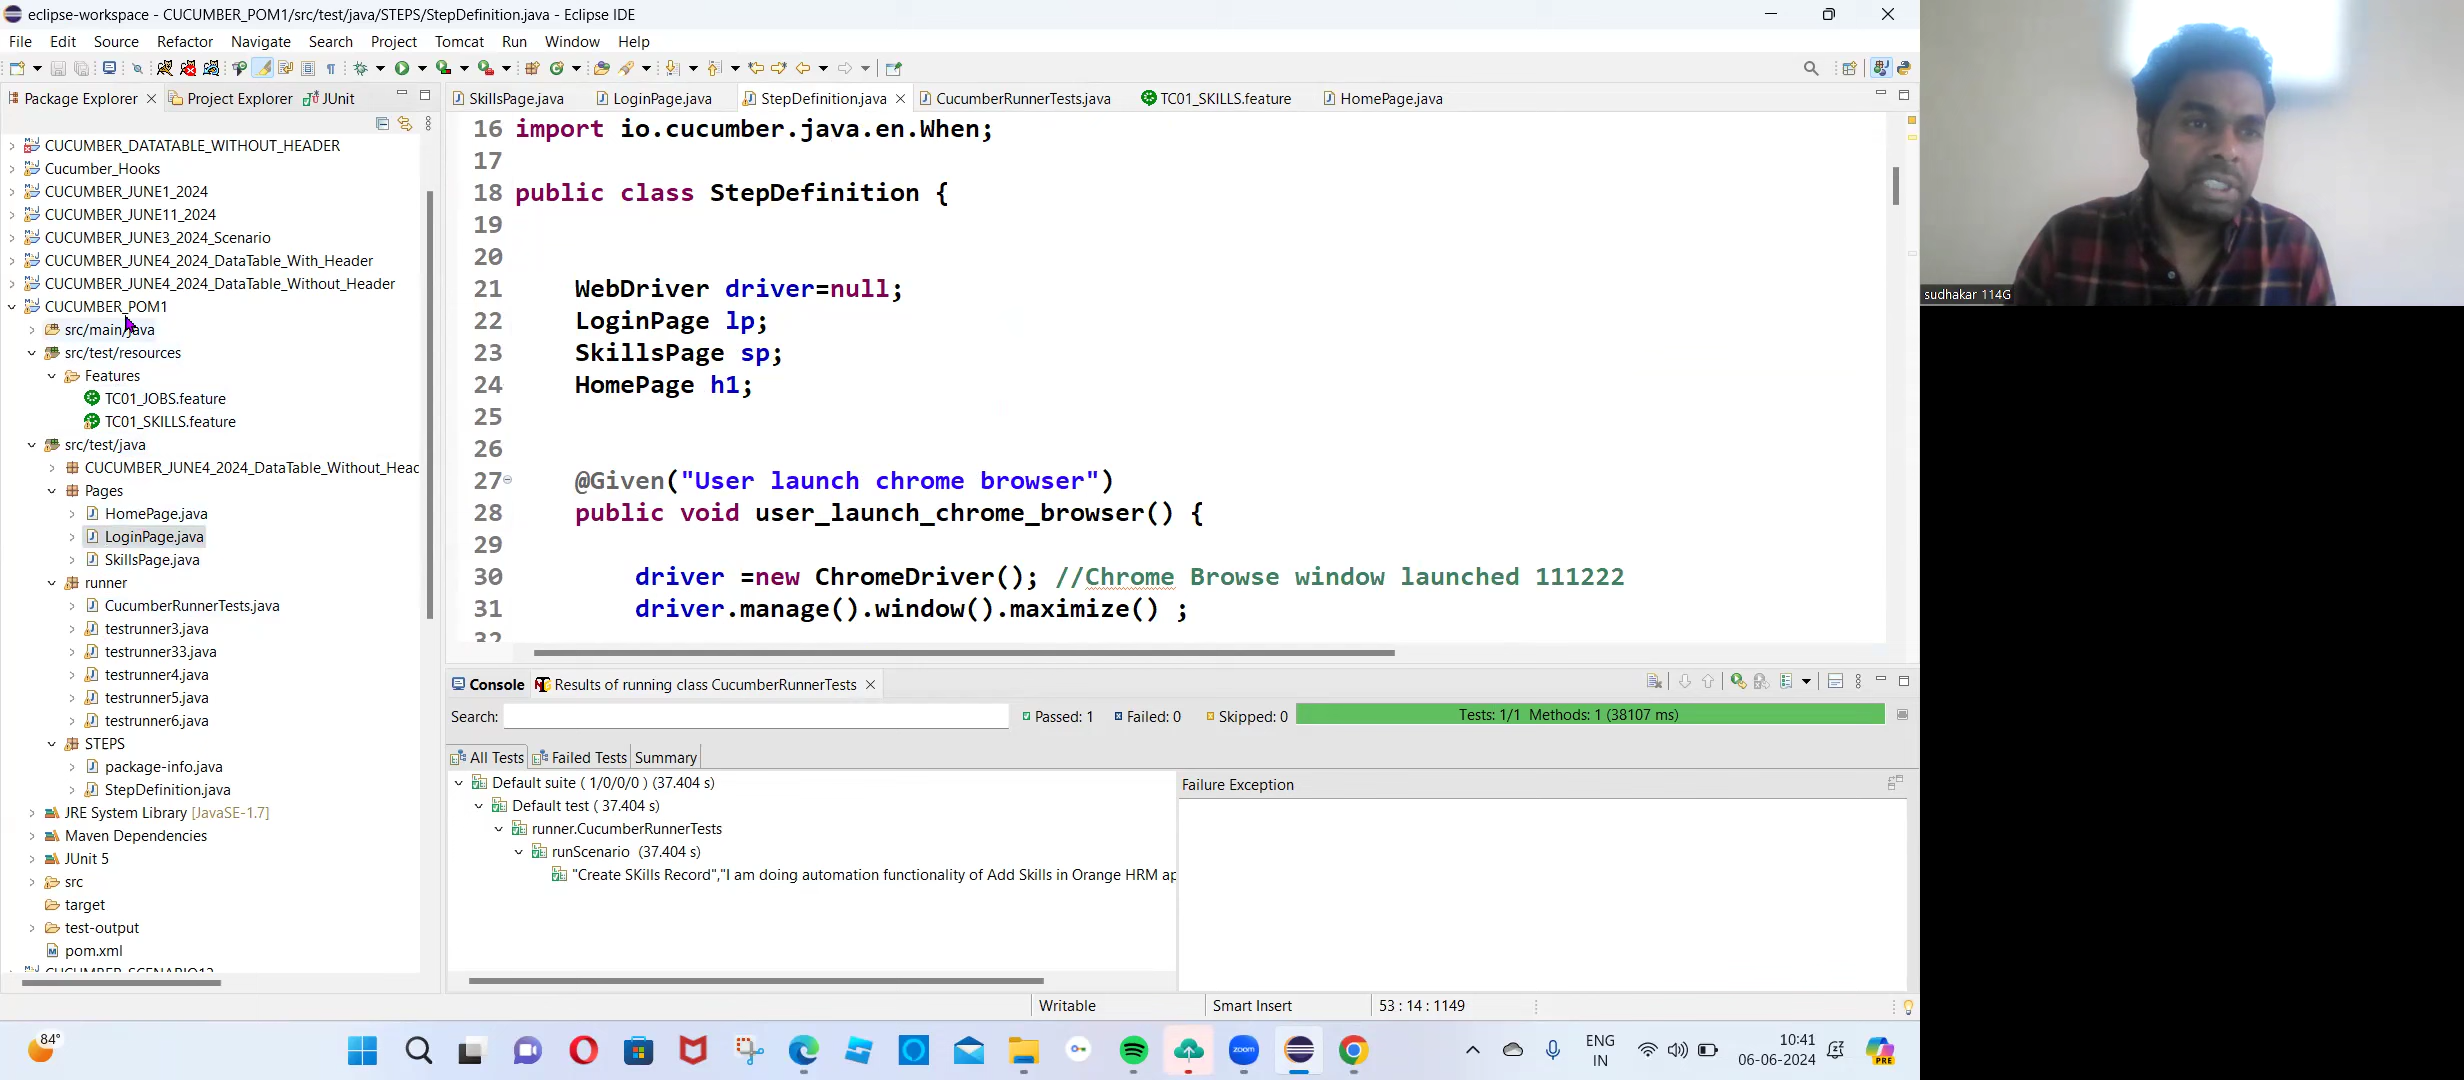 eclipse-workspace - CUCUMBER_POM1/src/test/java/STEPS/StepDefinition.java - Eclipse IDE
File Edit Source Refactor Navigate Search Project Tomcat Run Window Help
Package Explorer Project Explorer JUnit
SkillsPage.java LoginPage.java StepDefinition.java CucumberRunnerTests.java TC01_SKILLS.feature HomePage.java
CUCUMBER_DATATABLE_WITHOUT_HEADER
Cucumber_Hooks
CUCUMBER_JUNE1_2024
CUCUMBER_JUNE11_2024
CUCUMBER_JUNE3_2024_Scenario
CUCUMBER_JUNE4_2024_DataTable_With_Header
CUCUMBER_JUNE4_2024_DataTable_Without_Header
CUCUMBER_POM1
src/main/java
src/test/resources
Features
TC01_JOBS.feature
TC01_SKILLS.feature
src/test/java
CUCUMBER_JUNE4_2024_DataTable_Without_Heac
Pages
HomePage.java
LoginPage.java
SkillsPage.java
runner
CucumberRunnerTests.java
testrunner3.java
testrunner33.java
testrunner4.java
testrunner5.java
testrunner6.java
STEPS
package-info.java
StepDefinition.java
JRE System Library [JavaSE-1.7]
Maven Dependencies
JUnit 5
src
target
test-output
pom.xml
16 import io.cucumber.java.en.When;
17
18 public class StepDefinition {
19
20
21 WebDriver driver=null;
22 LoginPage lp;
23 SkillsPage sp;
24 HomePage h1;
25
26
27 @Given("User launch chrome browser")
28 public void user_launch_chrome_browser() {
29
30 driver =new ChromeDriver(); //Chrome Browse window launched 111222
31 driver.manage().window().maximize() ;
32
Console Results of running class CucumberRunnerTests
Search: Passed: 1 Failed: 0 Skipped: 0 Tests: 1/1 Methods: 1 (38107 ms)
All Tests Failed Tests Summary
Default suite ( 1/0/0/0 ) (37.404 s)
Default test ( 37.404 s)
runner.CucumberRunnerTests
runScenario (37.404 s)
"Create SKills Record","I am doing automation functionality of Add Skills in Orange HRM ap
Failure Exception
Writable Smart Insert 53 : 14 : 1149
84°
zoom
ENG
IN
10:41
06-06-2024
PRE
sudhakar 114G